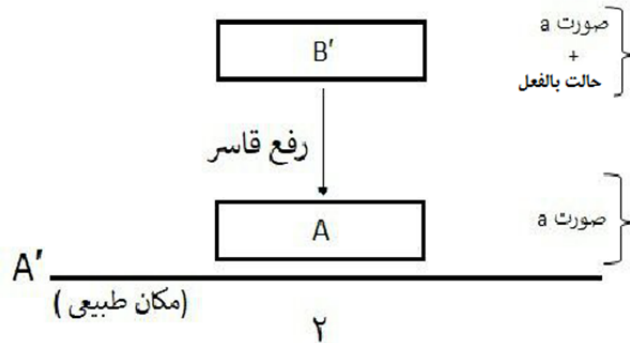 صورت a
+
حالت بالفعل
B′
رفع قاسر
A
صورت a
A′
(مکان طبیعی)
۲